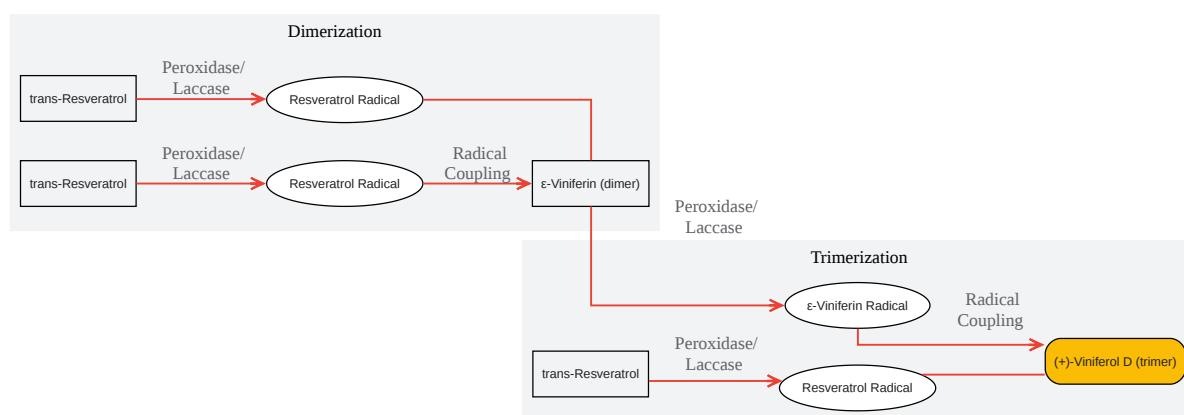 Dimerization
Peroxidase/
Laccase
trans-Resveratrol
Resveratrol Radical
Peroxidase/
Laccase
Radical
Coupling
trans-Resveratrol
Resveratrol Radical
ε-Viniferin (dimer)
Peroxidase/
Laccase
Trimerization
ε-Viniferin Radical
Radical
Coupling
Peroxidase/
Laccase
(+)-Viniferol D (trimer)
trans-Resveratrol
Resveratrol Radical